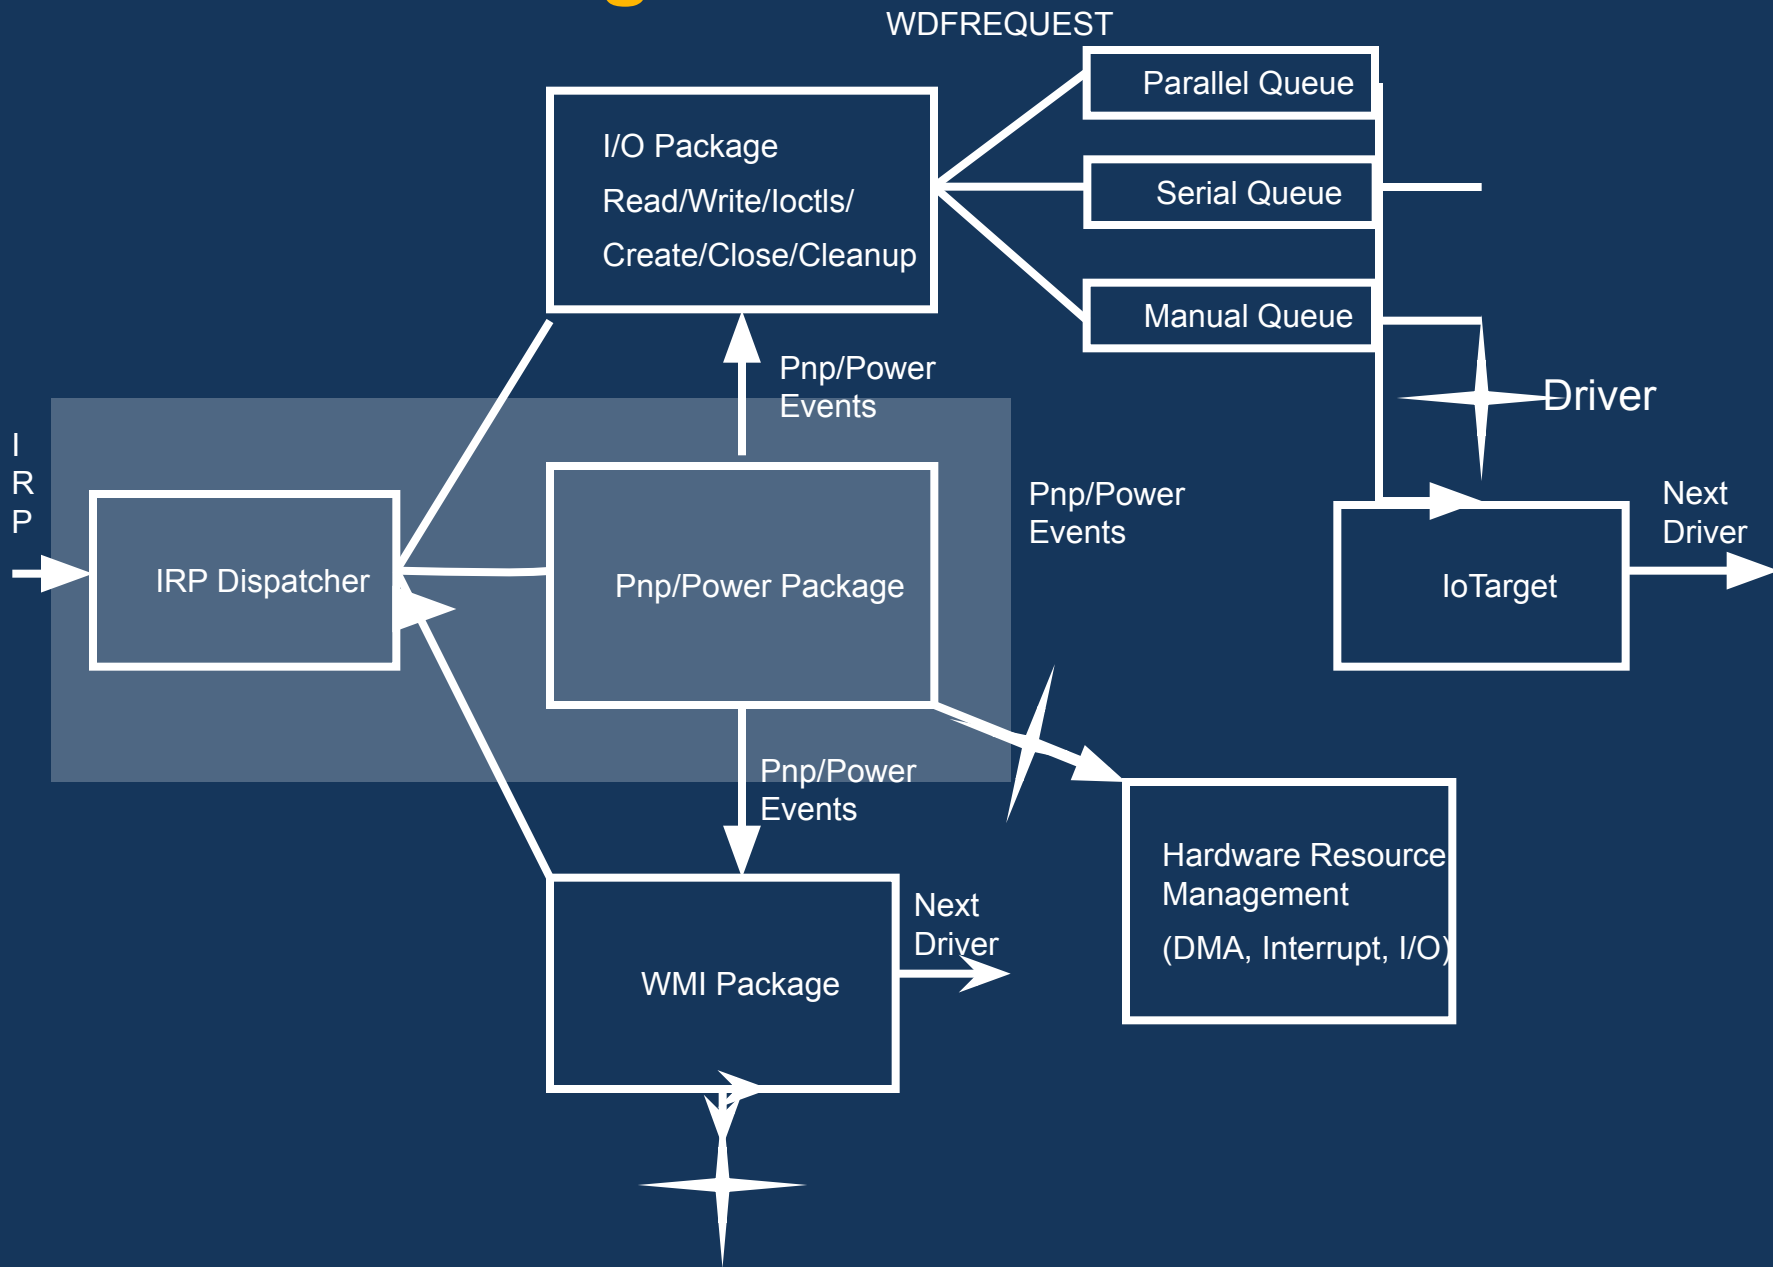 WDFREQUEST
Parallel Queue
I/O Package
Read/Write/Ioctls/
Create/Close/Cleanup
Serial Queue
Manual Queue
Pnp/Power
Events
Driver
I
R
P
Pnp/Power
Events
Next
Driver
IRP Dispatcher
Pnp/Power Package
IoTarget
Pnp/Power
Events
Hardware Resource
Management
(DMA, Interrupt, I/O)
Next
Driver
WMI Package